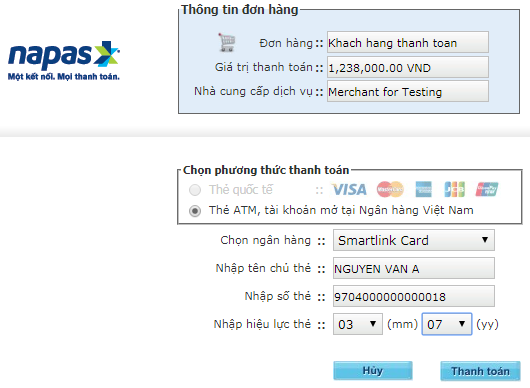 Thông tin đơn hàng
napas
Một kết nối. Mọi thanh toán.
Đơn hàng :: Khach hang thanh toan
Giá trị thanh toán :: 1,238,000.00 VND
Nhà cung cấp dịch vụ :: Merchant for Testing
Chọn phương thức thanh toán
Thẻ quốc tế :: VISA MasterCard JCB UnionPay
Thẻ ATM, tài khoản mở tại Ngân hàng Việt Nam
Chọn ngân hàng :: Smartlink Card
Nhập tên chủ thẻ :: NGUYEN VAN A
Nhập số thẻ :: 9704000000000018
Nhập hiệu lực thẻ :: 03 (mm) 07 (yy)
Hủy Thanh toán